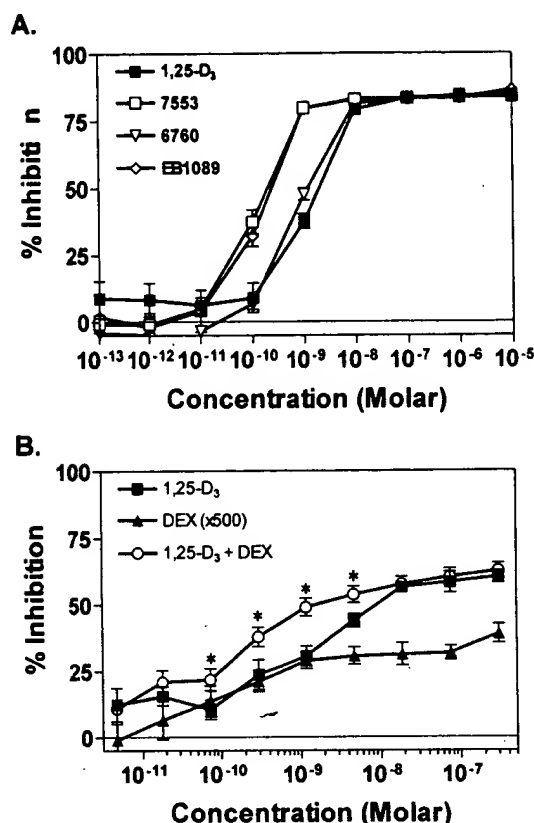 A.
100
75
50
25
0
% Inhibiti n
1,25-D₃
7553
6760
EB1089
10⁻¹³ 10⁻¹² 10⁻¹¹ 10⁻¹⁰ 10⁻⁹ 10⁻⁸ 10⁻⁷ 10⁻⁶ 10⁻⁵
Concentration (Molar)
B.
100
75
50
25
0
% Inhibition
1,25-D₃
DEX (x500)
1,25-D₃ + DEX
* * * *
10⁻¹¹ 10⁻¹⁰ 10⁻⁹ 10⁻⁸ 10⁻⁷
Concentration (Molar)